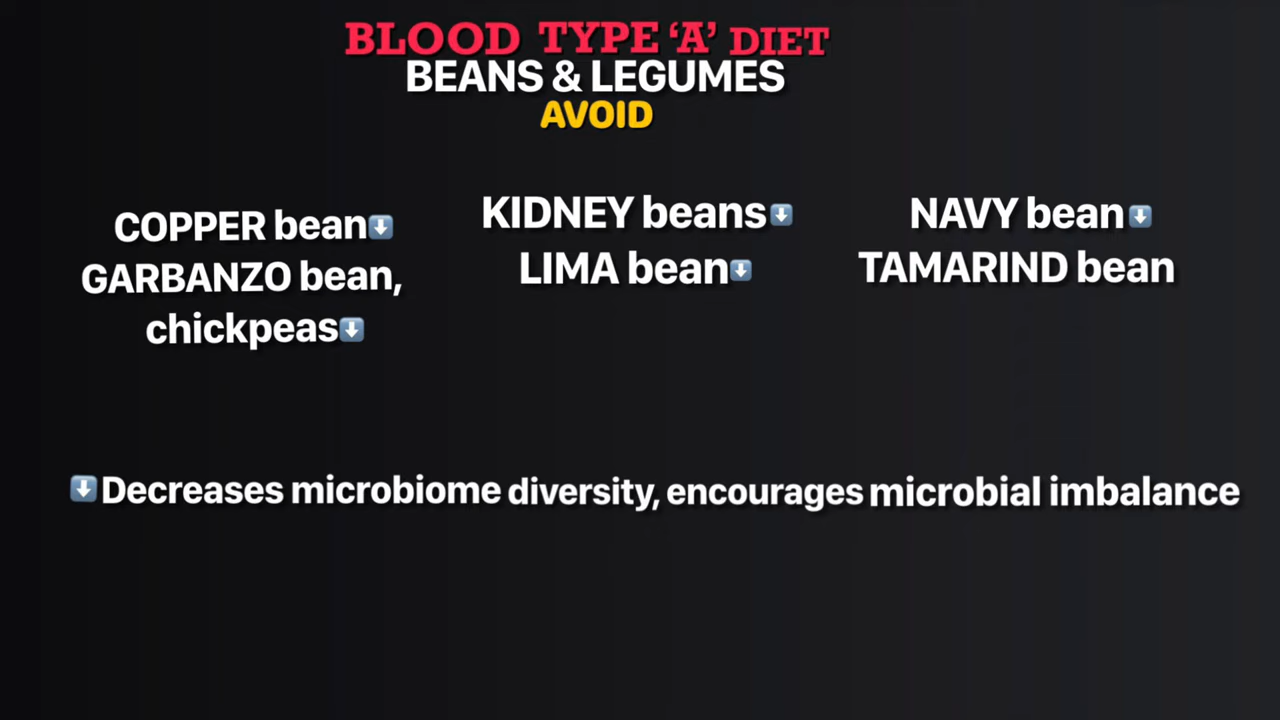 BLOOD TYPE ‘A’ DIET
BEANS & LEGUMES
AVOID
COPPER bean⬇️
GARBANZO bean,
chickpeas⬇️
KIDNEY beans⬇️
LIMA bean⬇️
NAVY bean⬇️
TAMARIND bean
⬇️Decreases microbiome diversity, encourages microbial imbalance